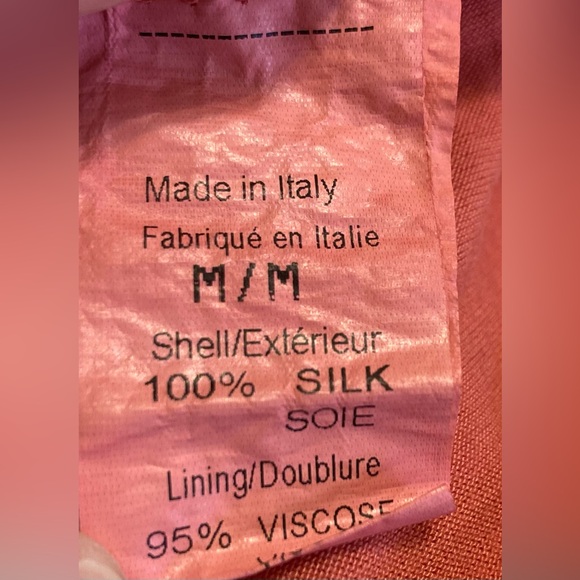 Made in Italy
Fabriqué en Italie
M/M
Shell/Extérieur
100% SILK
SOIE
Lining/Doublure
95% VISCOSE